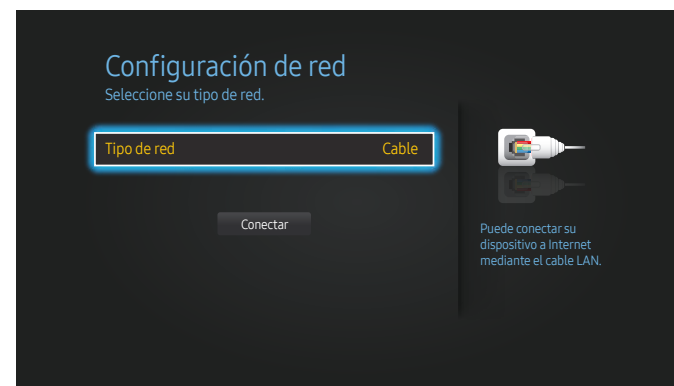 Configuración de red
Seleccione su tipo de red.
Tipo de red Cable
Conectar
Puede conectar su
dispositivo a Internet
mediante el cable LAN.